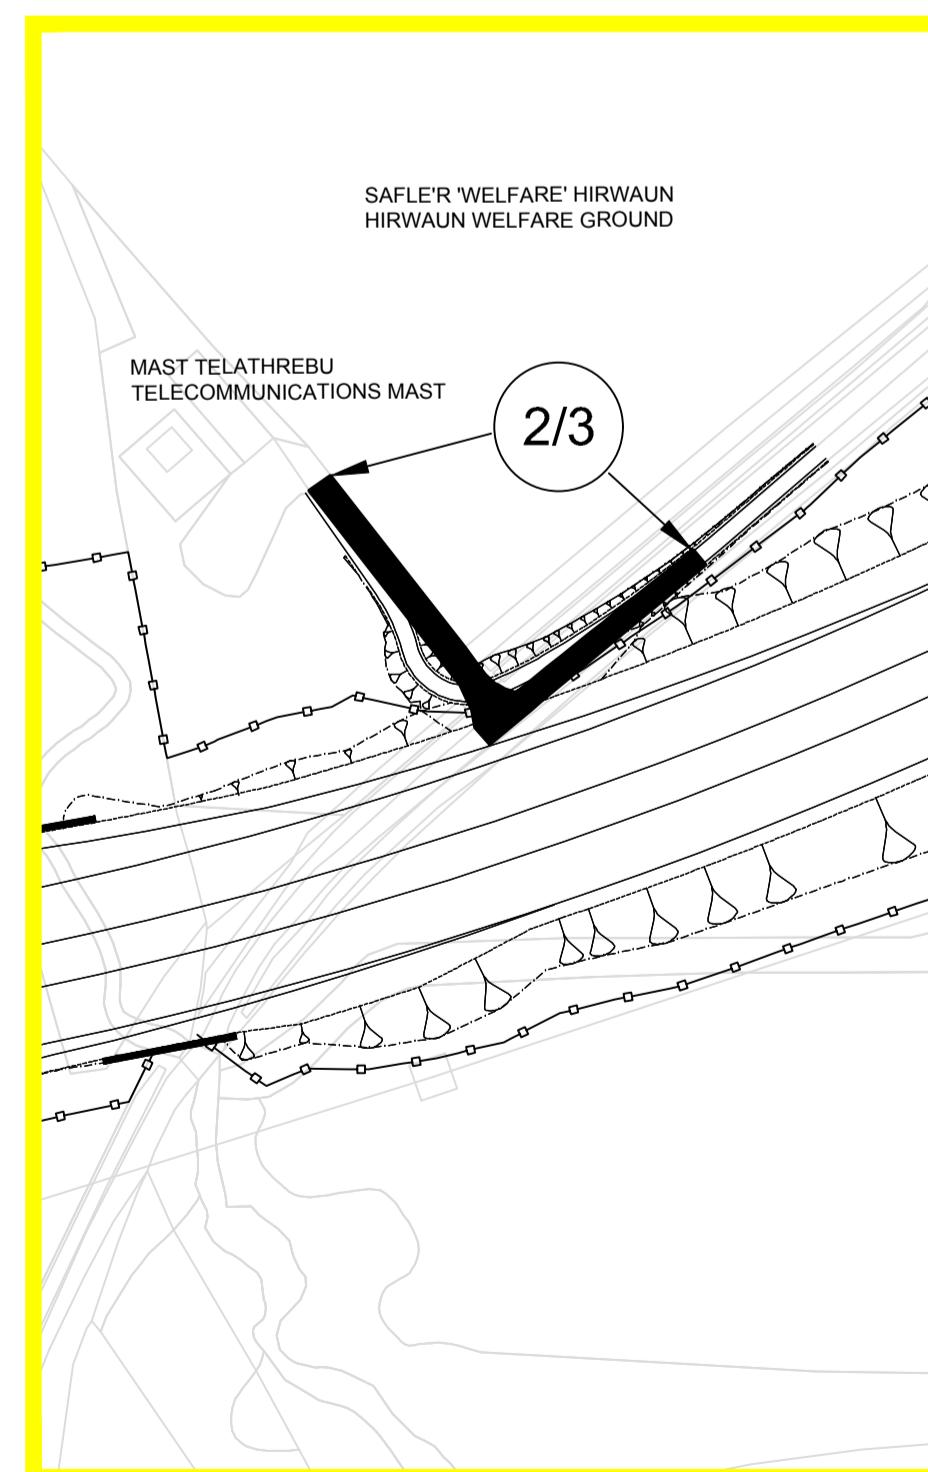 SAFLE'R 'WELFARE' HIRWAUN
HIRWAUN WELFARE GROUND
MAST TELATHREBU
TELECOMMUNICATIONS MAST
2/3